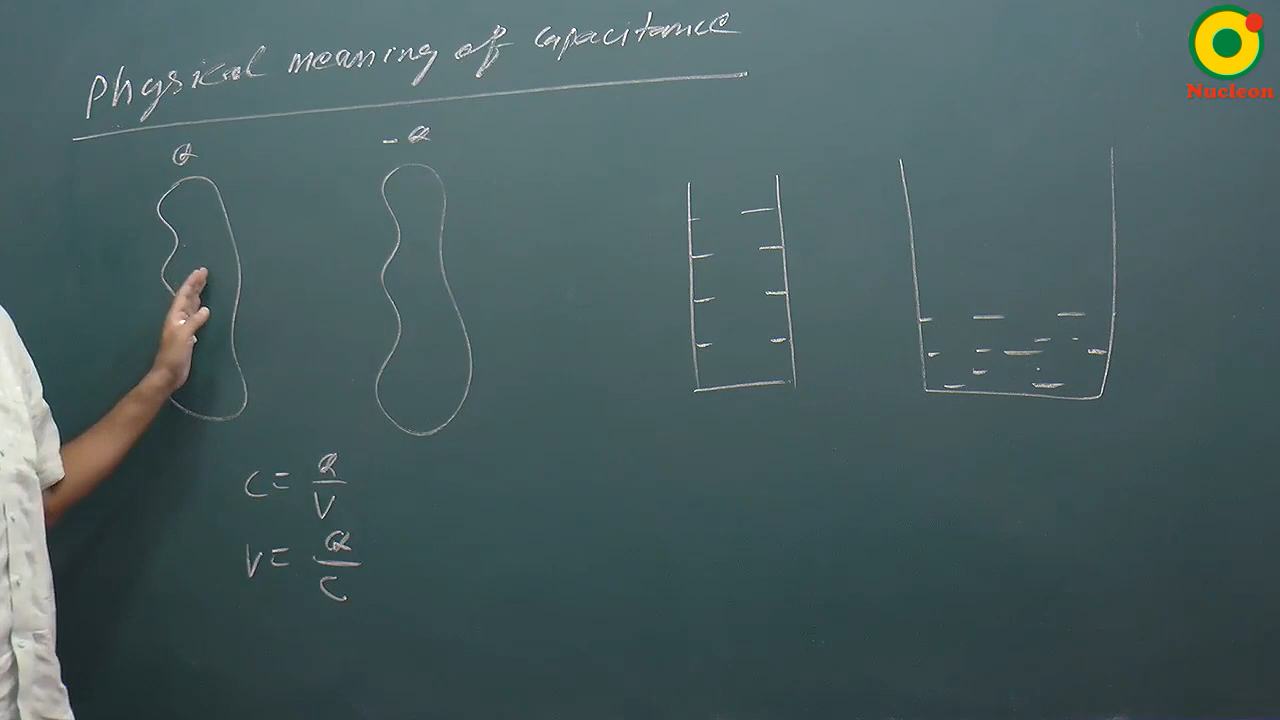 Physical meaning of capacitance
Nucleon
Q
- Q
C = Q/V
V = Q/C